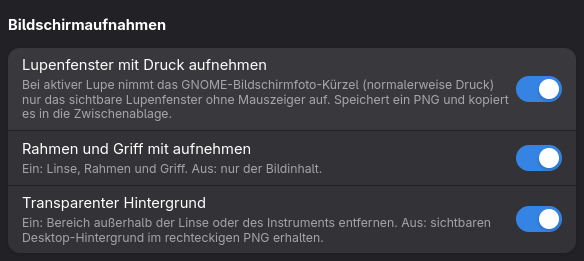 Bildschirmaufnahmen
Lupenfenster mit Druck aufnehmen
Bei aktiver Lupe nimmt das GNOME-Bildschirmfoto-Kürzel (normalerweise Druck)
nur das sichtbare Lupenfenster ohne Mauszeiger auf. Speichert ein PNG und kopiert
es in die Zwischenablage.
Rahmen und Griff mit aufnehmen
Ein: Linse, Rahmen und Griff. Aus: nur der Bildinhalt.
Transparenter Hintergrund
Ein: Bereich außerhalb der Linse oder des Instruments entfernen. Aus: sichtbaren
Desktop-Hintergrund im rechteckigen PNG erhalten.